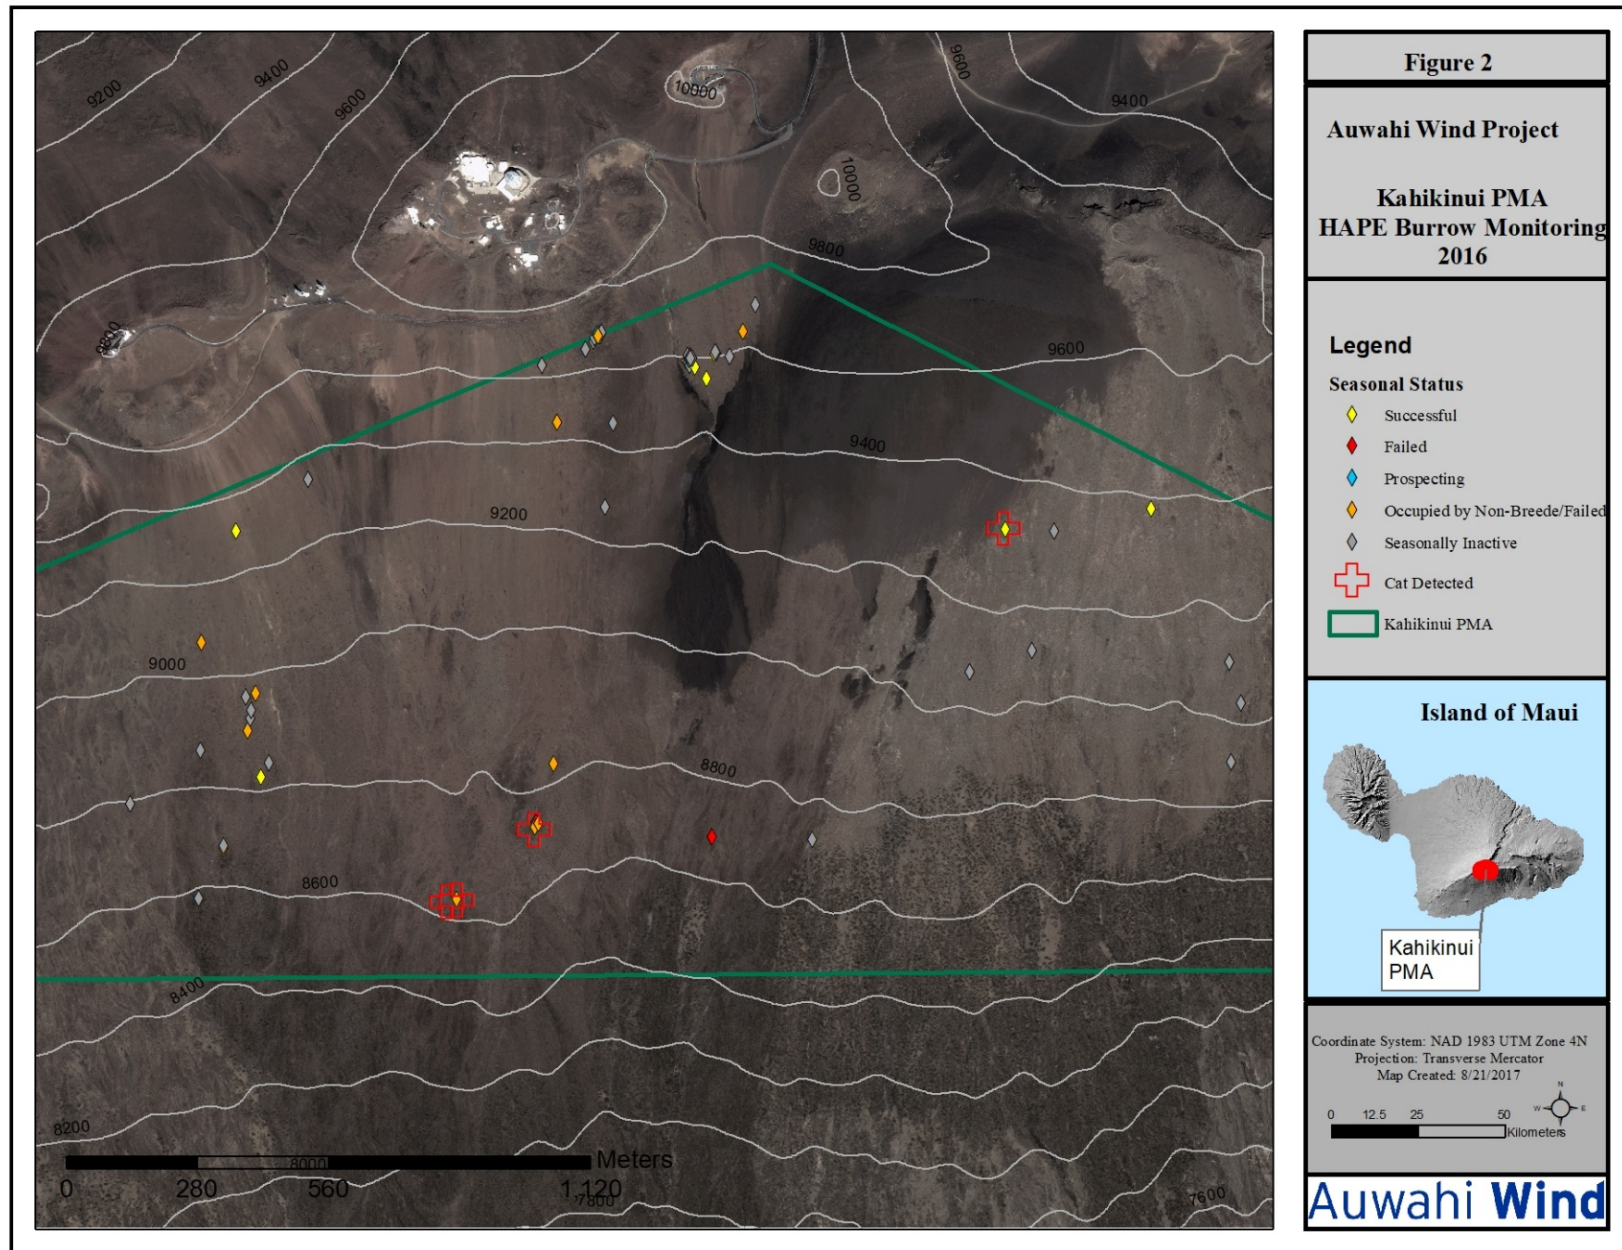 9200
9400
9600
10000
9600
9400
10000
9800
9800
9600
9400
9200
9000
8800
8600
8400
8200
8000
7800
7600
Meters
0 280 560 1,120
Figure 2
Auwahi Wind Project
Kahikinui PMA
HAPE Burrow Monitoring
2016
Legend
Seasonal Status
Successful
Failed
Prospecting
Occupied by Non-Breede/Failed
Seasonally Inactive
Cat Detected
Kahikinui PMA
Island of Maui
Kahikinui
PMA
Coordinate System: NAD 1983 UTM Zone 4N
Projection: Transverse Mercator
Map Created: 8/21/2017
N
W E
S
0 12.5 25 50
Kilometers
Auwahi Wind